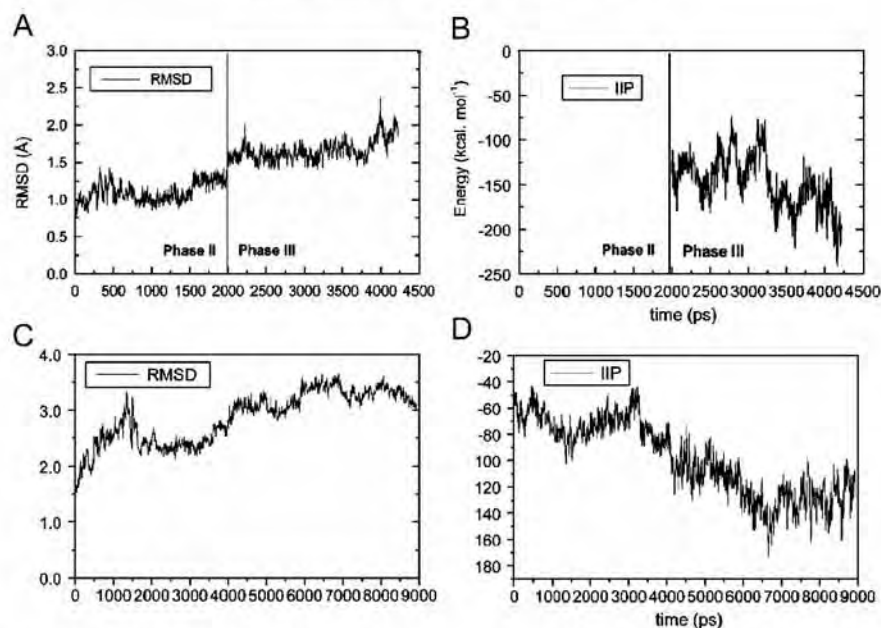 A
3.0
2.5
2.0
1.5
1.0
0.5
0.0
RMSD (Å)
RMSD
Phase II
Phase III
0 500 1000 1500 2000 2500 3000 3500 4000 4500
B
0
-50
-100
-150
-200
-250
Energy (kcal. mol⁻¹)
IIP
Phase II
Phase III
0 500 1000 1500 2000 2500 3000 3500 4000 4500
time (ps)
C
4.0
3.0
2.0
1.0
0.0
RMSD
0 1000 2000 3000 4000 5000 6000 7000 8000 9000
D
-20
-40
-60
-80
100
120
140
160
180
190
IIP
0 1000 2000 3000 4000 5000 6000 7000 8000 9000
time (ps)